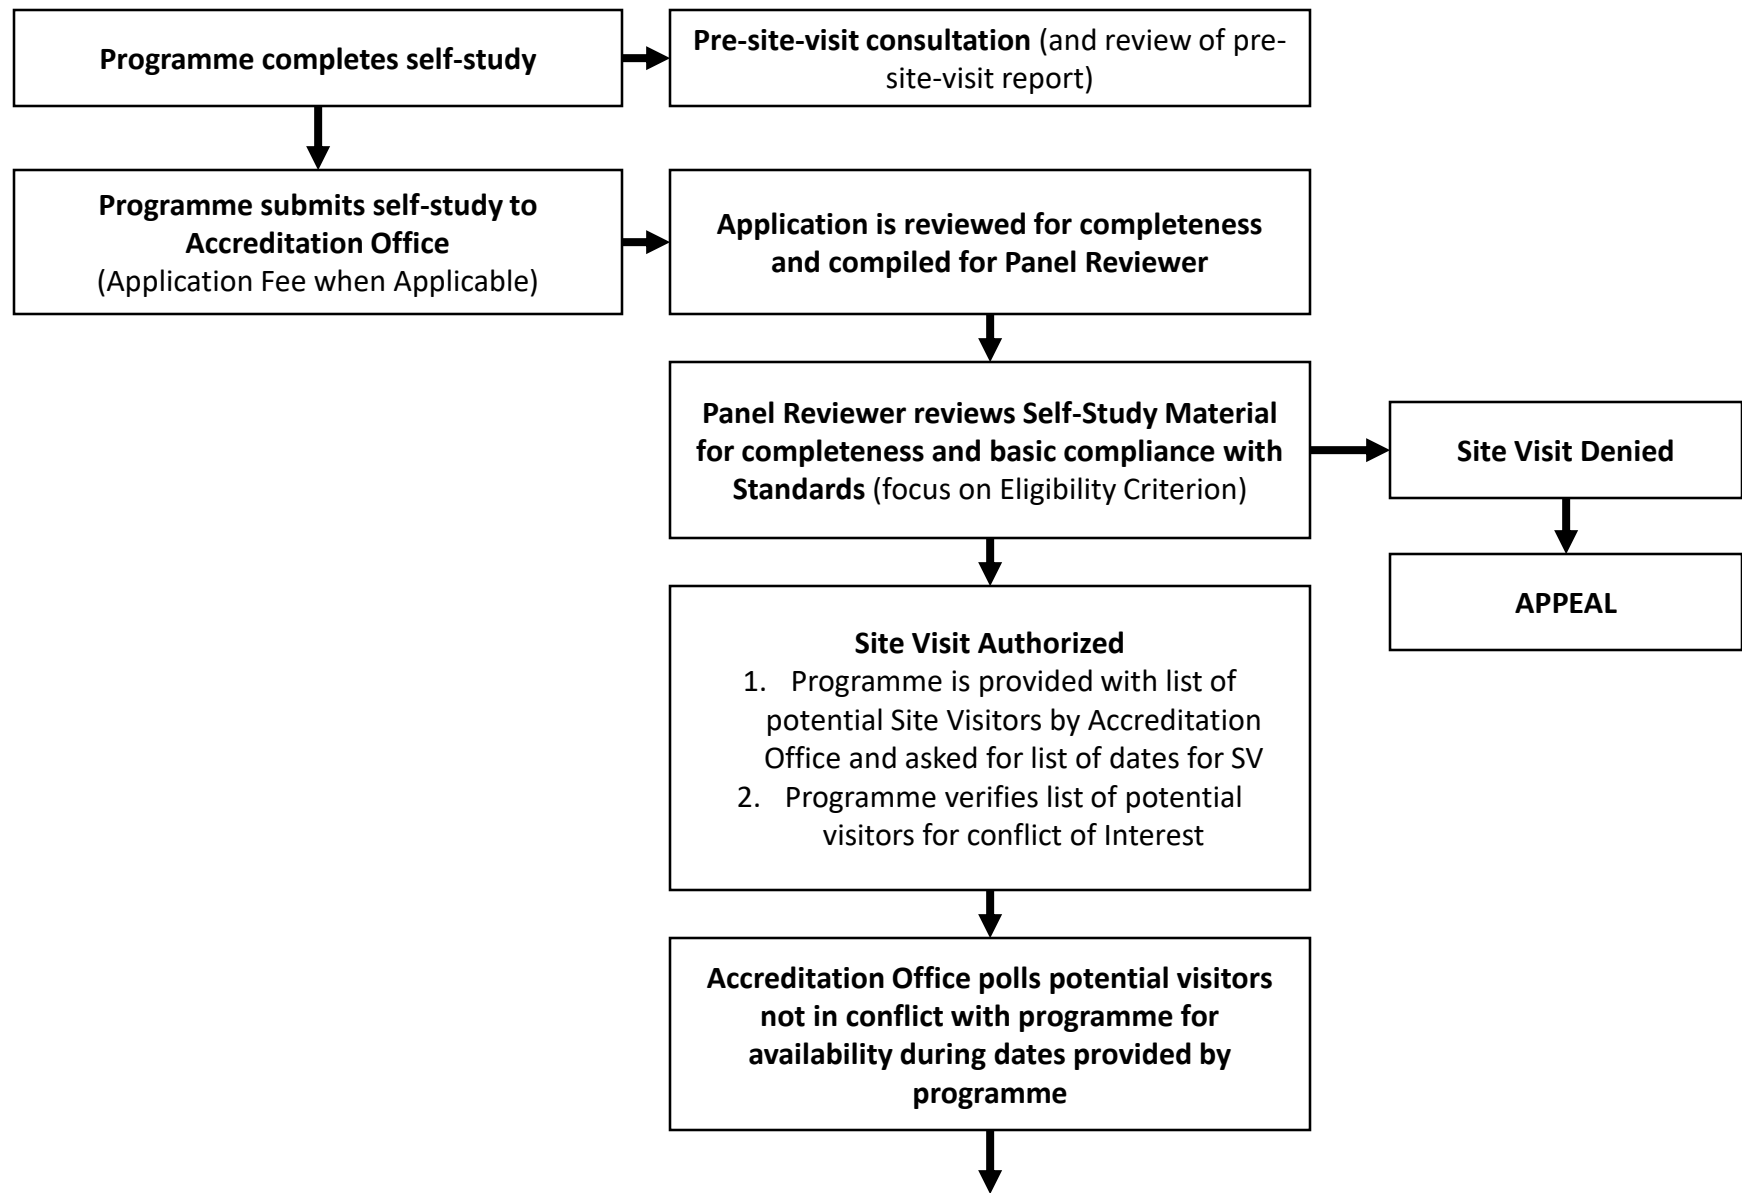 Programme completes self-study
Pre-site-visit consultation (and review of pre-
site-visit report)
Programme submits self-study to
Accreditation Office
(Application Fee when Applicable)
Application is reviewed for completeness
and compiled for Panel Reviewer
Panel Reviewer reviews Self-Study Material
for completeness and basic compliance with
Standards (focus on Eligibility Criterion)
Site Visit Denied
APPEAL
Site Visit Authorized
1. Programme is provided with list of
potential Site Visitors by Accreditation
Office and asked for list of dates for SV
2. Programme verifies list of potential
visitors for conflict of Interest
Accreditation Office polls potential visitors
not in conflict with programme for
availability during dates provided by
programme